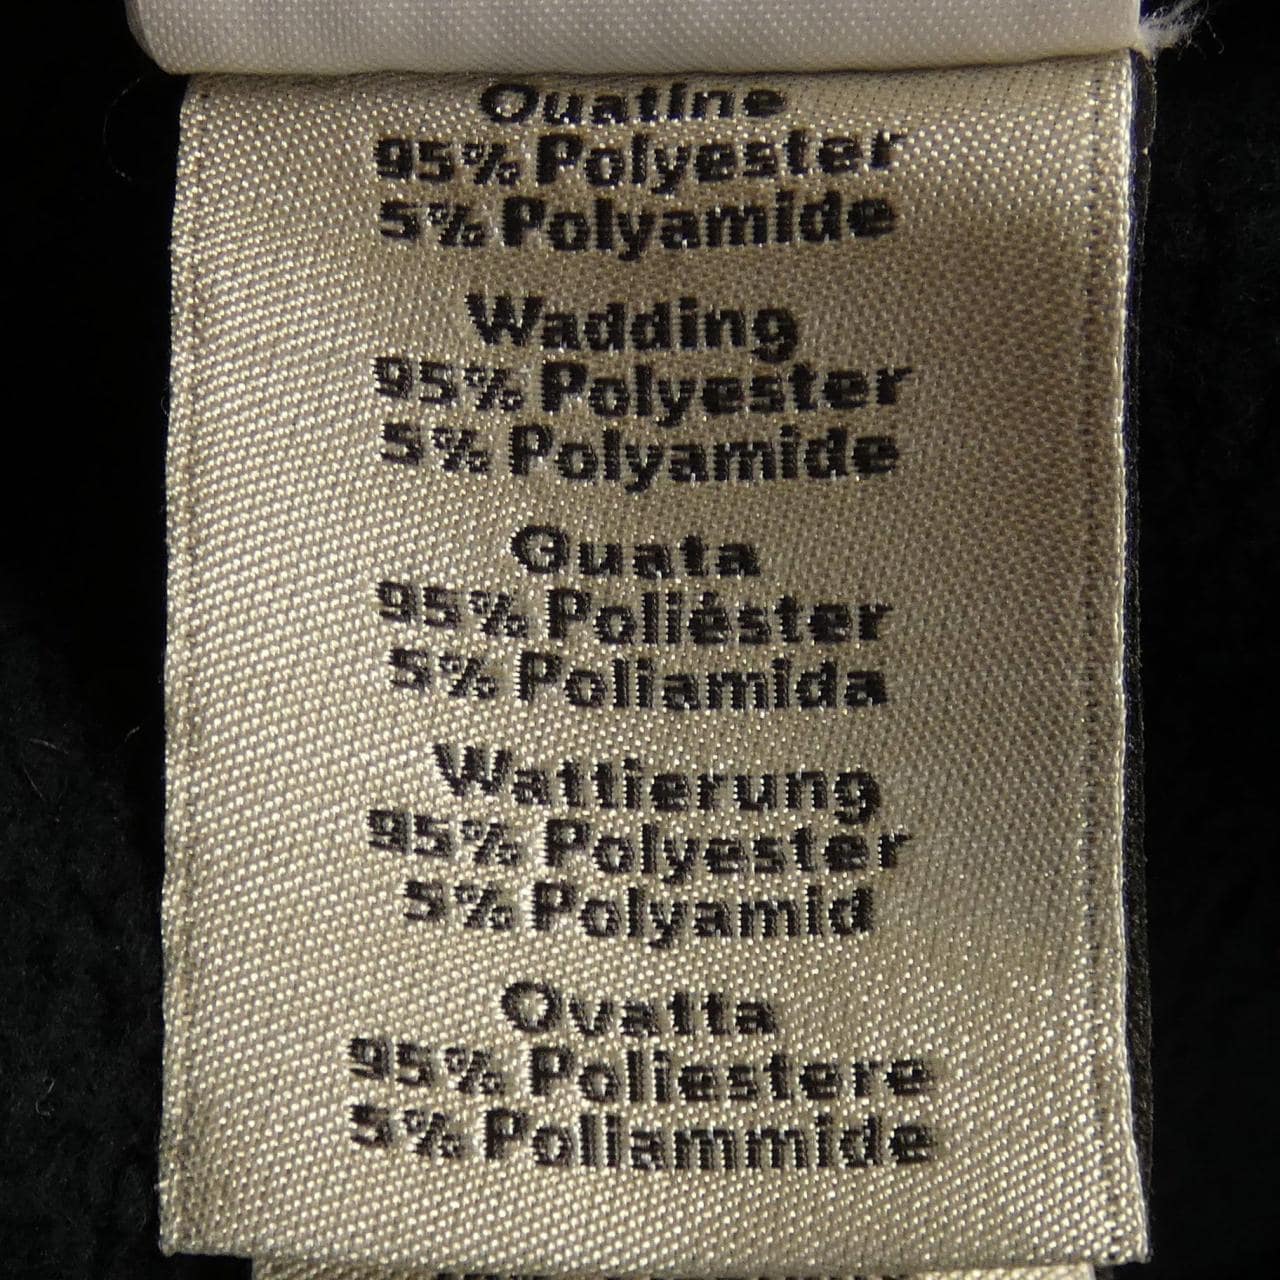 Ouatine
95% Polyester
5% Polyamide
Wadding
95% Polyester
5% Polyamide
Guata
95% Poliéster
5% Poliamida
Wattierung
95% Polyester
5% Polyamid
Ovatta
95% Poliestere
5% Poliammide